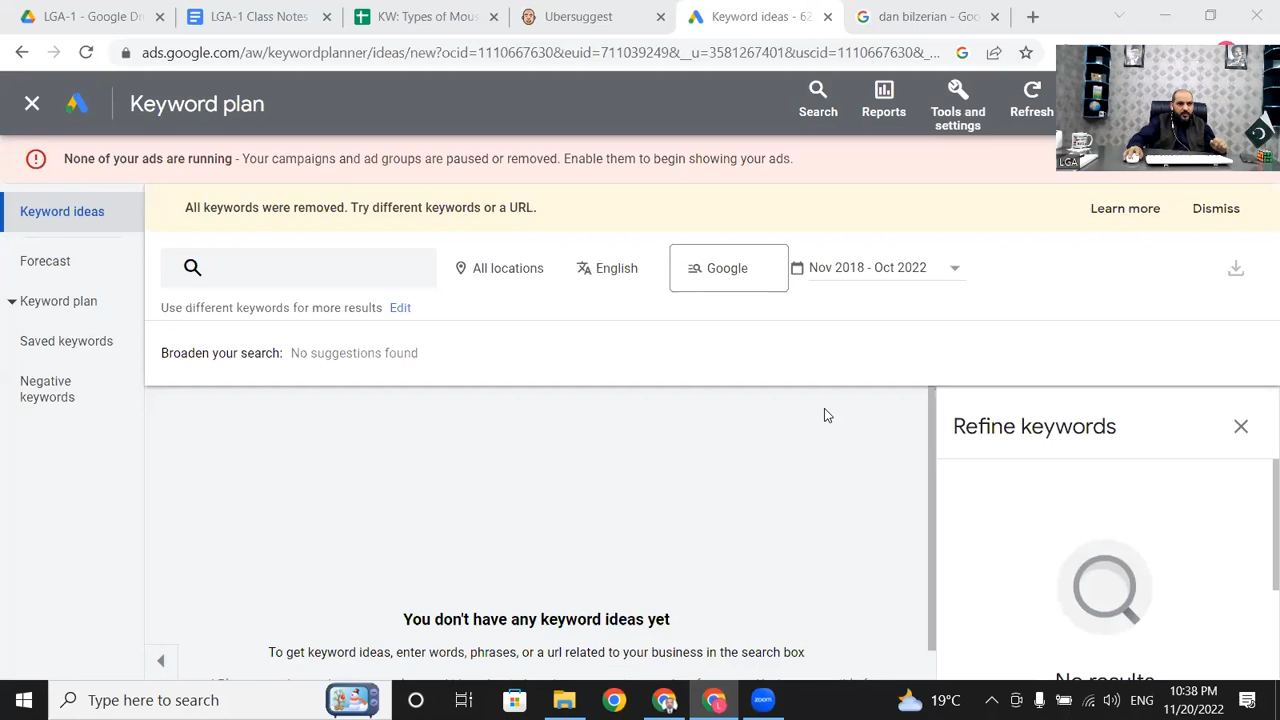 LGA-1 - Google Dr
LGA-1 Class Notes
KW: Types of Mous
Ubersuggest
Keyword ideas - 62
dan bilzerian - Goo
ads.google.com/aw/keywordplanner/ideas/new?ocid=1110667630&euid=711039249&__u=3581267401&uscid=1110667630&_...
Keyword plan
Search
Reports
Tools and
settings
Refresh
LGA
None of your ads are running - Your campaigns and ad groups are paused or removed. Enable them to begin showing your ads.
Keyword ideas
Forecast
Keyword plan
Saved keywords
Negative
keywords
All keywords were removed. Try different keywords or a URL.
Learn more
Dismiss
All locations
English
Google
Nov 2018 - Oct 2022
Use different keywords for more results Edit
Broaden your search: No suggestions found
Refine keywords
You don't have any keyword ideas yet
To get keyword ideas, enter words, phrases, or a url related to your business in the search box
No results
Type here to search
zoom
19°C
ENG
10:38 PM
11/20/2022